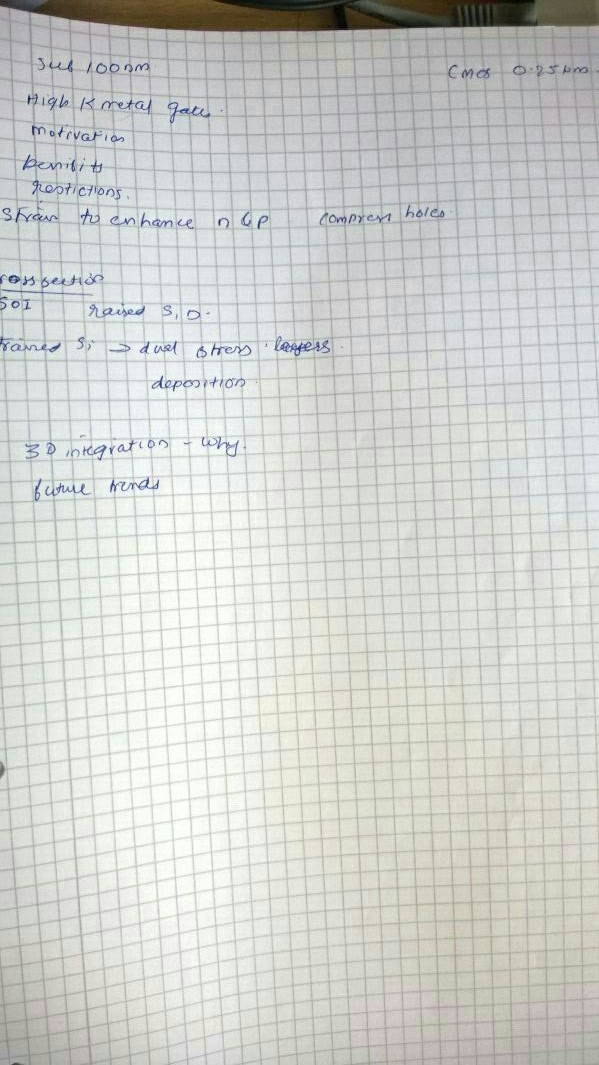 Sub 100nm CMOS 0.25µm
High K metal gate.
motivation
benifits
restictions.
Strain to enhance n & p compress holes.
ross section
SOI raised S, D.
trained Si → dual stress layers.
deposition.
3D integration - why.
future trends